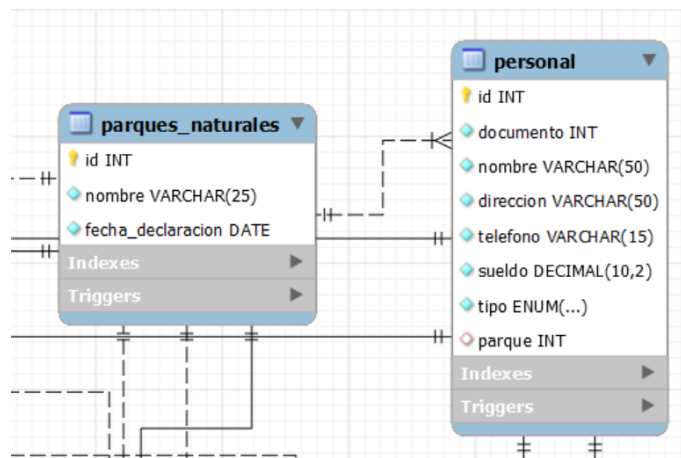 parques_naturales
id INT
nombre VARCHAR(25)
fecha_declaracion DATE
Indexes
Triggers
personal
id INT
documento INT
nombre VARCHAR(50)
direccion VARCHAR(50)
telefono VARCHAR(15)
sueldo DECIMAL(10,2)
tipo ENUM(...)
parque INT
Indexes
Triggers